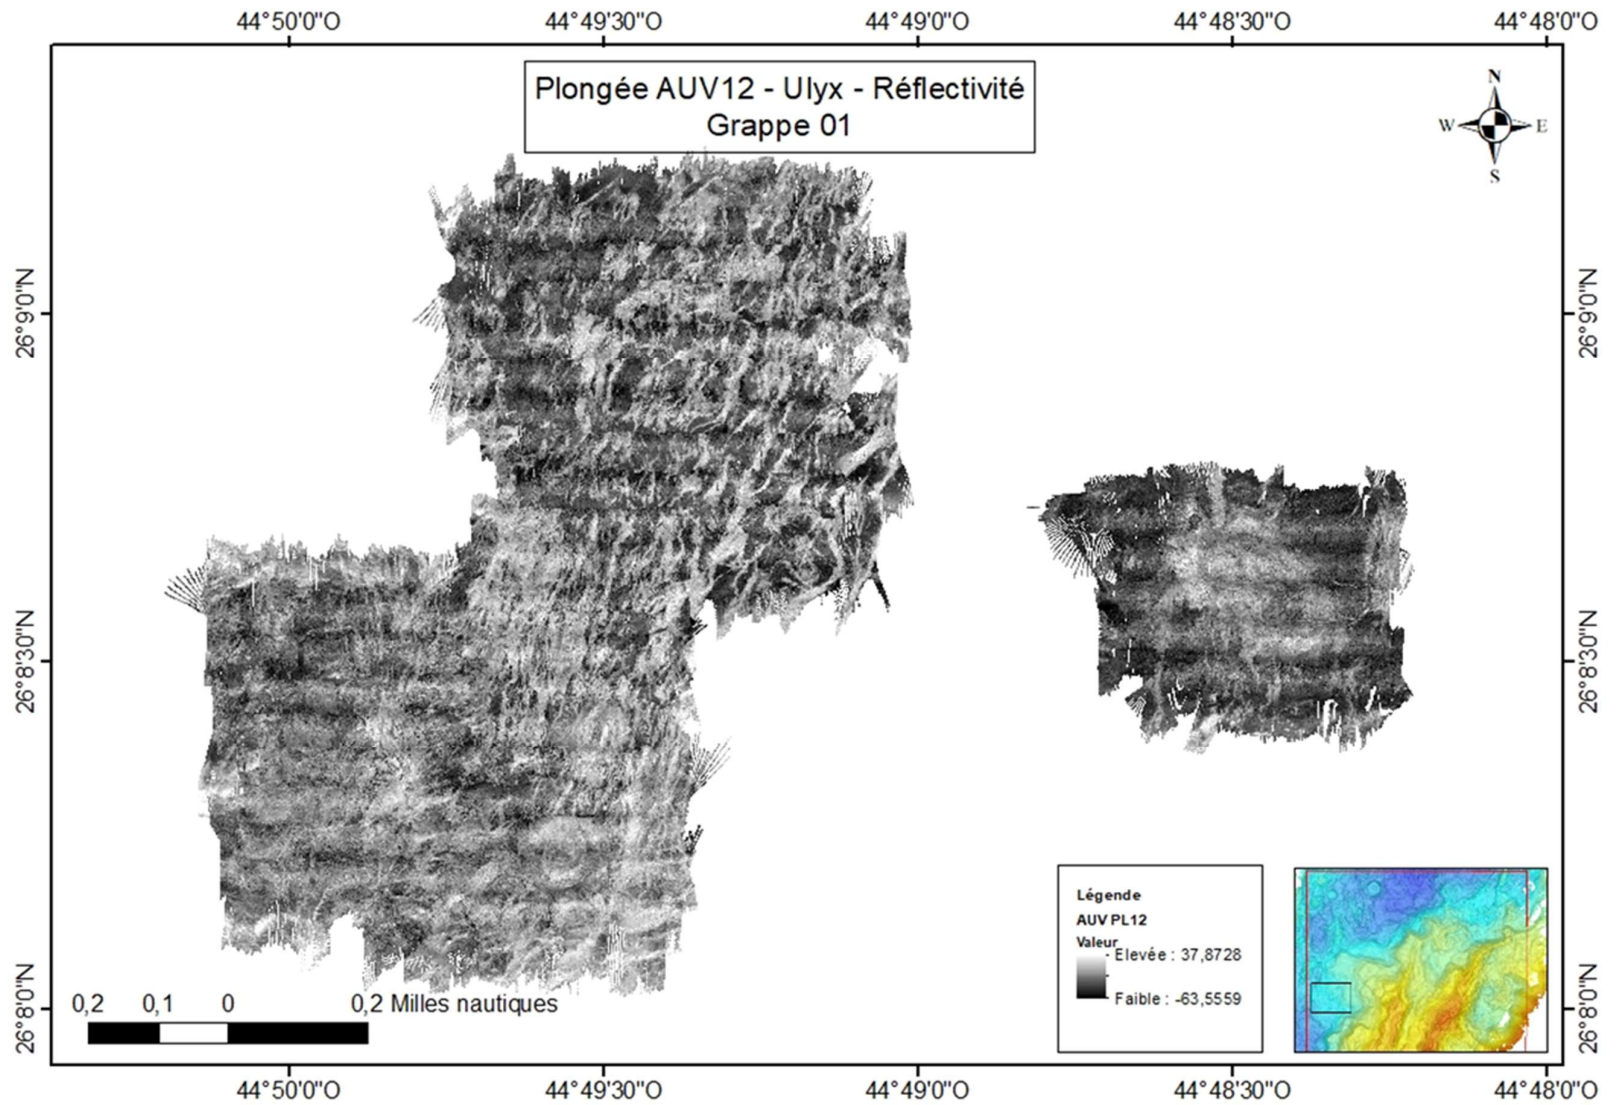 44°50'0"O 44°49'30"O 44°49'0"O 44°48'30"O 44°48'0"O
Plongée AUV12 - Ulyx - Réflectivité
Grappe 01
N
W E
S
26°9'0"N 26°9'0"N
26°8'30"N 26°8'30"N
26°8'0"N 26°8'0"N
Légende
AUV PL12
Valeur
Elevée : 37,8728
Faible : -63,5559
0,2 0,1 0 0,2 Milles nautiques
44°50'0"O 44°49'30"O 44°49'0"O 44°48'30"O 44°48'0"O